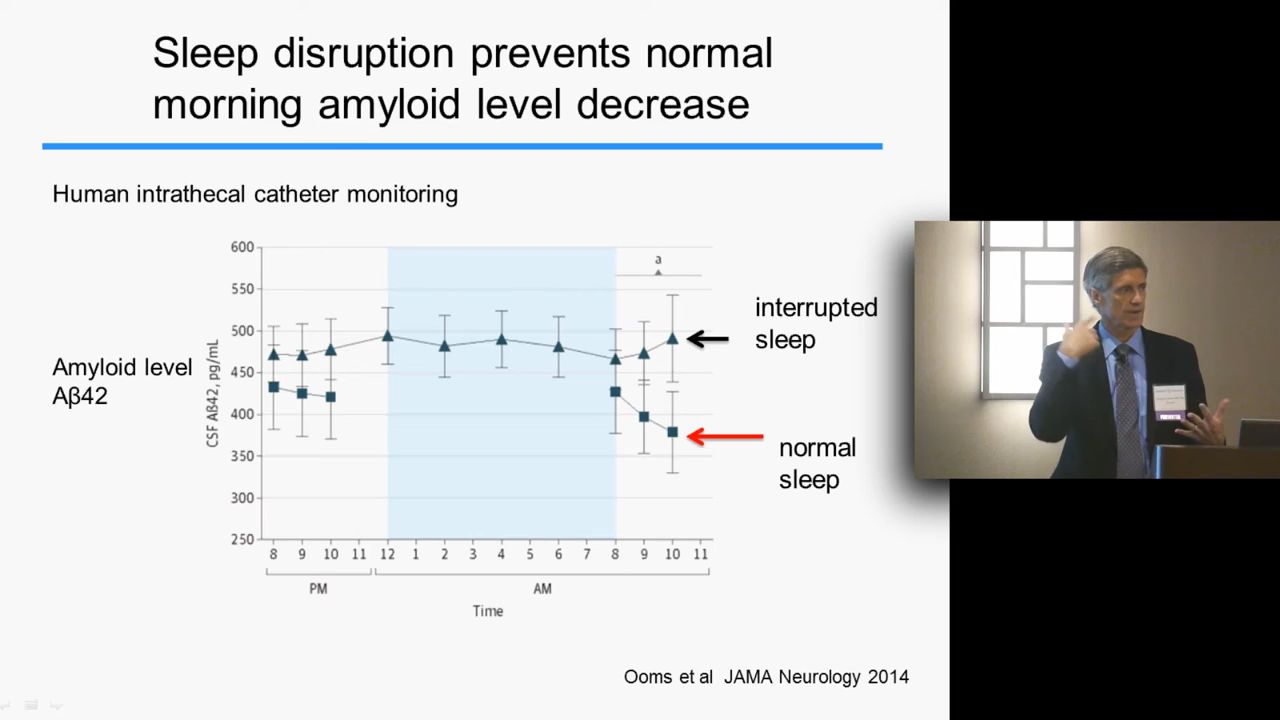 Sleep disruption prevents normal
morning amyloid level decrease
Human intrathecal catheter monitoring
Amyloid level
Aβ42
CSF Aβ42, pg/mL
600
550
500
450
400
350
300
250
a
interrupted
sleep
normal
sleep
8 9 10 11 12 1 2 3 4 5 6 7 8 9 10 11
PM AM
Time
Ooms et al JAMA Neurology 2014